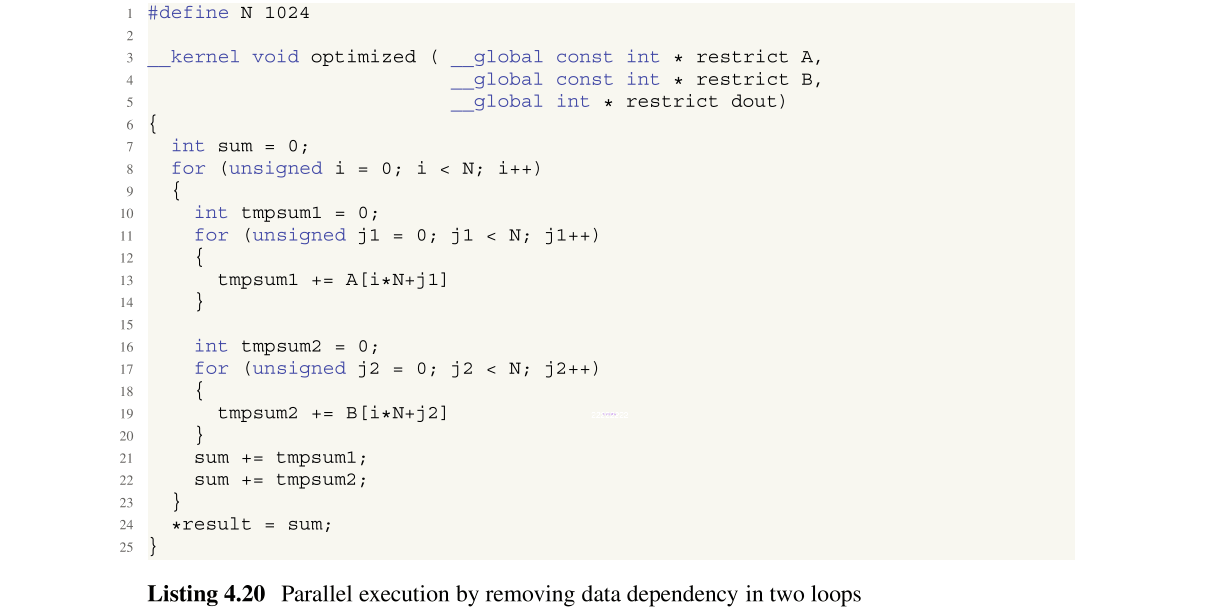 1 #define N 1024
2
3 __kernel void optimized ( __global const int * restrict A,
4 __global const int * restrict B,
5 __global int * restrict dout)
6 {
7 int sum = 0;
8 for (unsigned i = 0; i < N; i++)
9 {
10 int tmpsum1 = 0;
11 for (unsigned j1 = 0; j1 < N; j1++)
12 {
13 tmpsum1 += A[i*N+j1]
14 }
15
16 int tmpsum2 = 0;
17 for (unsigned j2 = 0; j2 < N; j2++)
18 {
19 tmpsum2 += B[i*N+j2]
20 }
21 sum += tmpsum1;
22 sum += tmpsum2;
23 }
24 *result = sum;
25 }
Listing 4.20 Parallel execution by removing data dependency in two loops